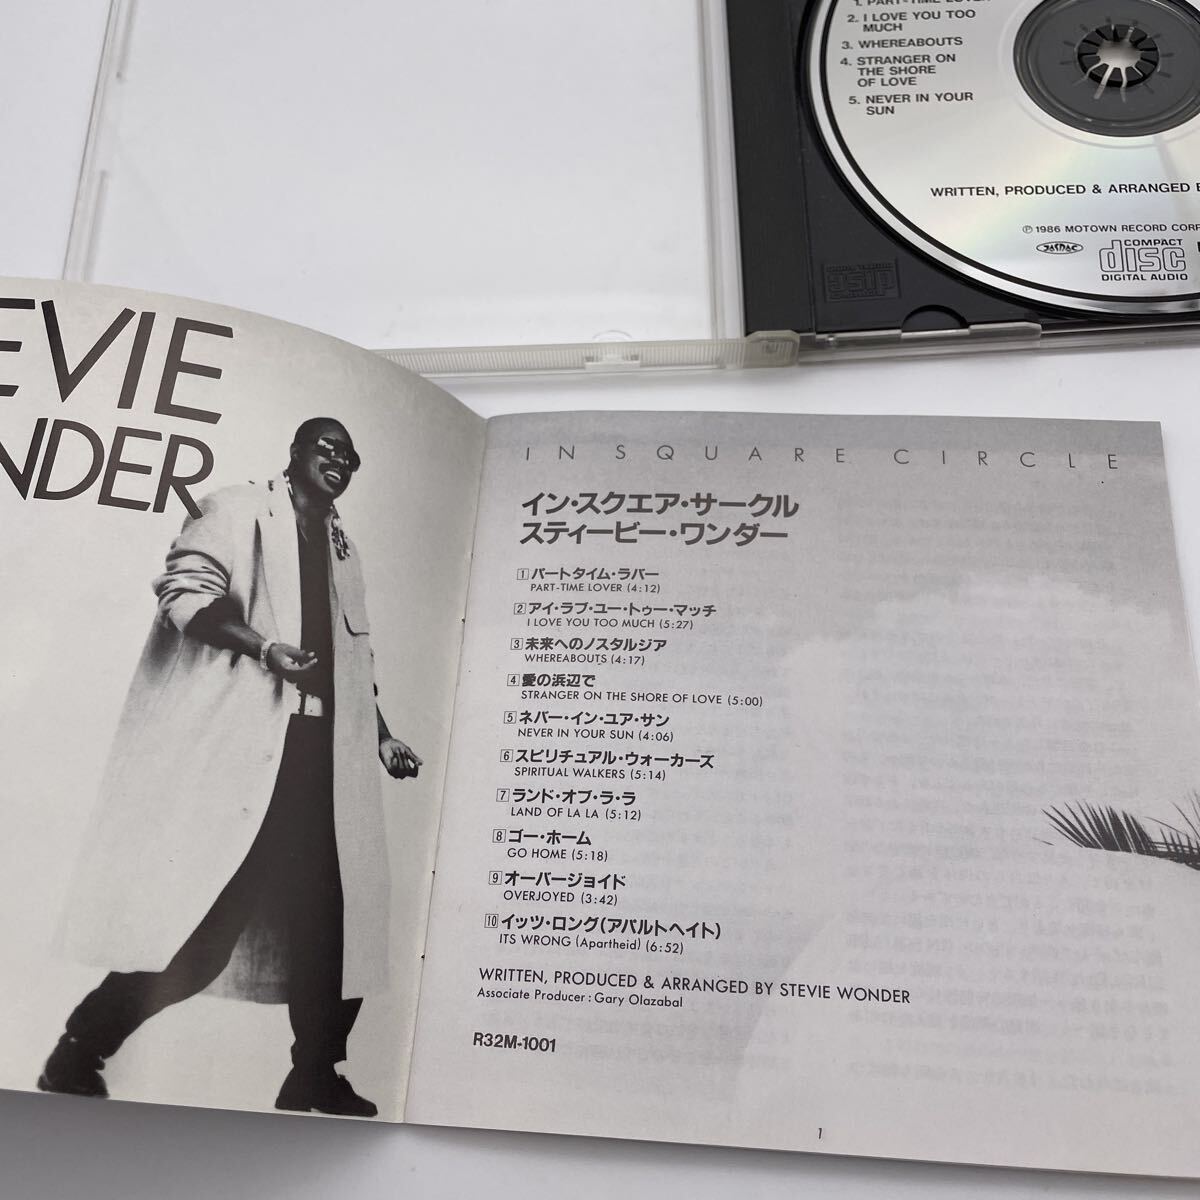 1. PART-TIME LOVER
2. I LOVE YOU TOO
MUCH
3. WHEREABOUTS
4. STRANGER ON
THE SHORE
OF LOVE
5. NEVER IN YOUR
SUN
WRITTEN, PRODUCED & ARRANGED
℗ 1986 MOTOWN RECORD CORP
COMPACT
disc
DIGITAL AUDIO
EVIE
NDER
IN SQUARE CIRCLE
イン・スクエア・サークル
スティービー・ワンダー
1 パートタイム・ラバー
PART-TIME LOVER (4:12)
2 アイ・ラブ・ユー・トゥー・マッチ
I LOVE YOU TOO MUCH (5:27)
3 未来へのノスタルジア
WHEREABOUTS (4:17)
4 愛の浜辺で
STRANGER ON THE SHORE OF LOVE (5:00)
5 ネバー・イン・ユア・サン
NEVER IN YOUR SUN (4:06)
6 スピリチュアル・ウォーカーズ
SPIRITUAL WALKERS (5:14)
7 ランド・オブ・ラ・ラ
LAND OF LA LA (5:12)
8 ゴー・ホーム
GO HOME (5:18)
9 オーバージョイド
OVERJOYED (3:42)
10 イッツ・ロング(アパルトヘイト)
ITS WRONG (Apartheid) (6:52)
WRITTEN, PRODUCED & ARRANGED BY STEVIE WONDER
Associate Producer : Gary Olazabal
R32M-1001
1